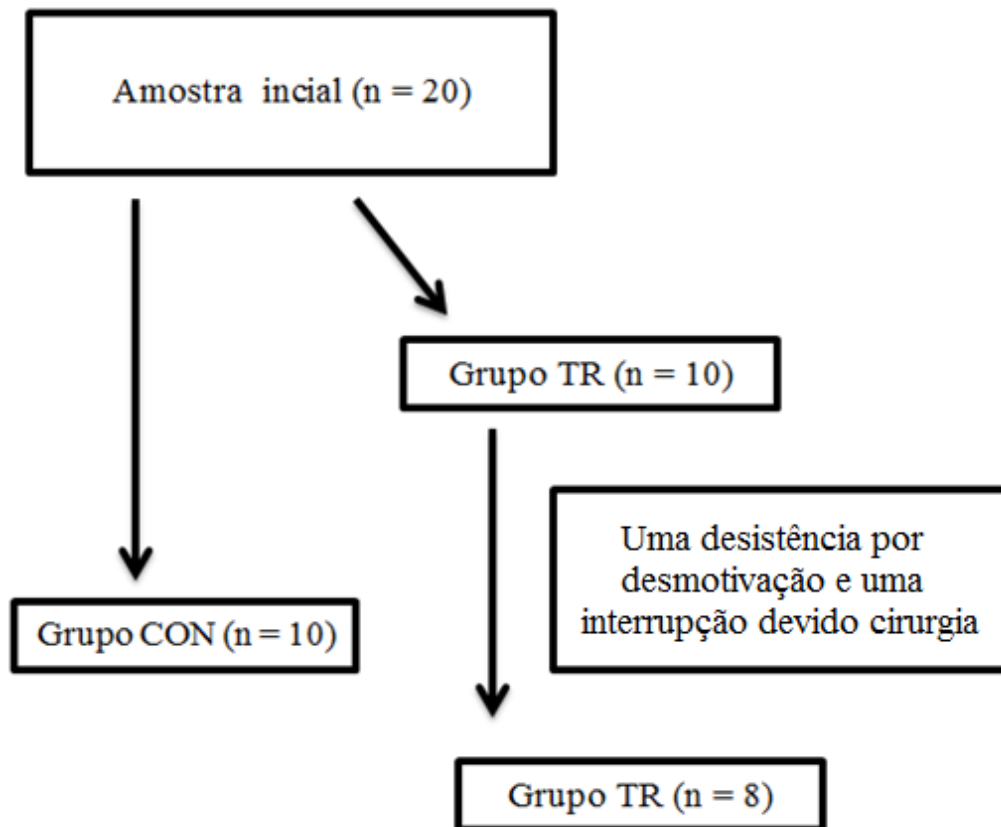 Amostra incial (n = 20)
Grupo TR (n = 10)
Uma desistência por
desmotivação e uma
interrupção devido cirurgia
Grupo CON (n = 10)
Grupo TR (n = 8)